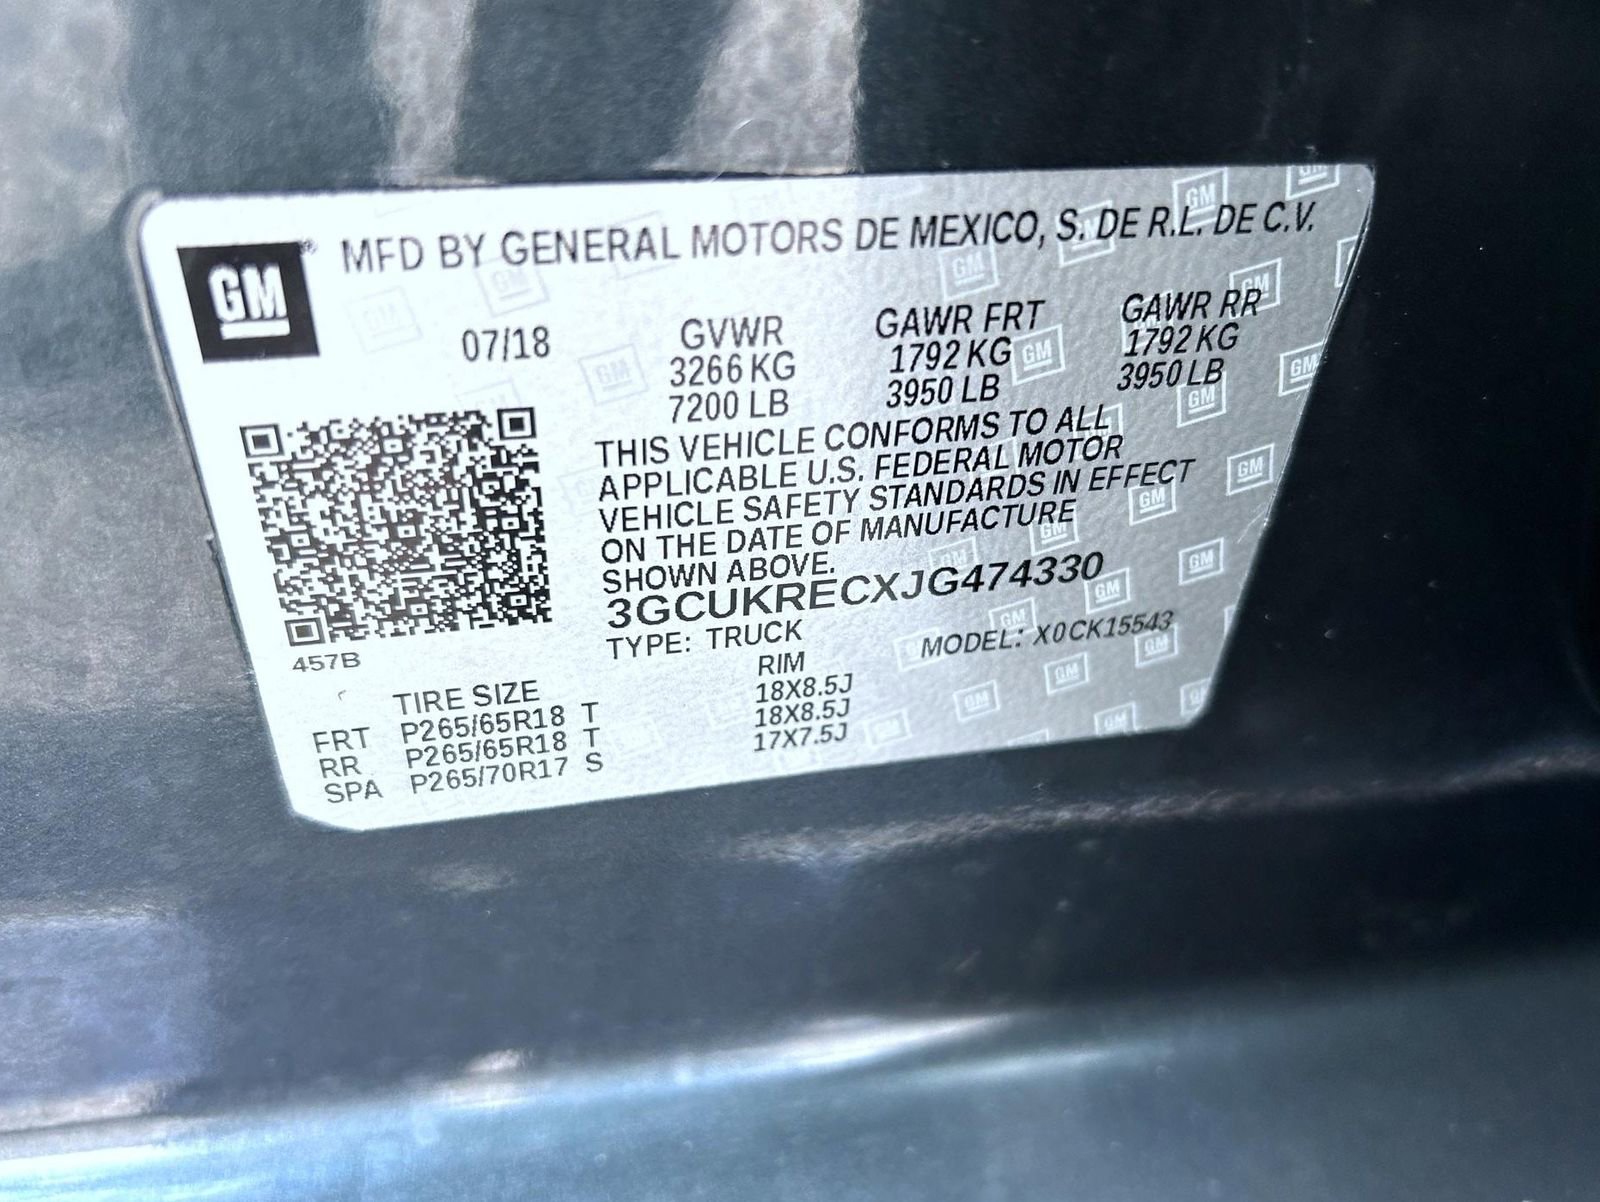 GM
MFD BY GENERAL MOTORS DE MEXICO, S. DE R.L. DE C.V.
07/18 GVWR GAWR FRT GAWR RR
3266 KG 1792 KG 1792 KG
7200 LB 3950 LB 3950 LB
THIS VEHICLE CONFORMS TO ALL
APPLICABLE U.S. FEDERAL MOTOR
VEHICLE SAFETY STANDARDS IN EFFECT
ON THE DATE OF MANUFACTURE
SHOWN ABOVE.
3GCUKRECXJG474330
TYPE: TRUCK MODEL: X0CK15543
457B
TIRE SIZE RIM
FRT P265/65R18 T 18X8.5J
RR P265/65R18 T 18X8.5J
SPA P265/70R17 S 17X7.5J